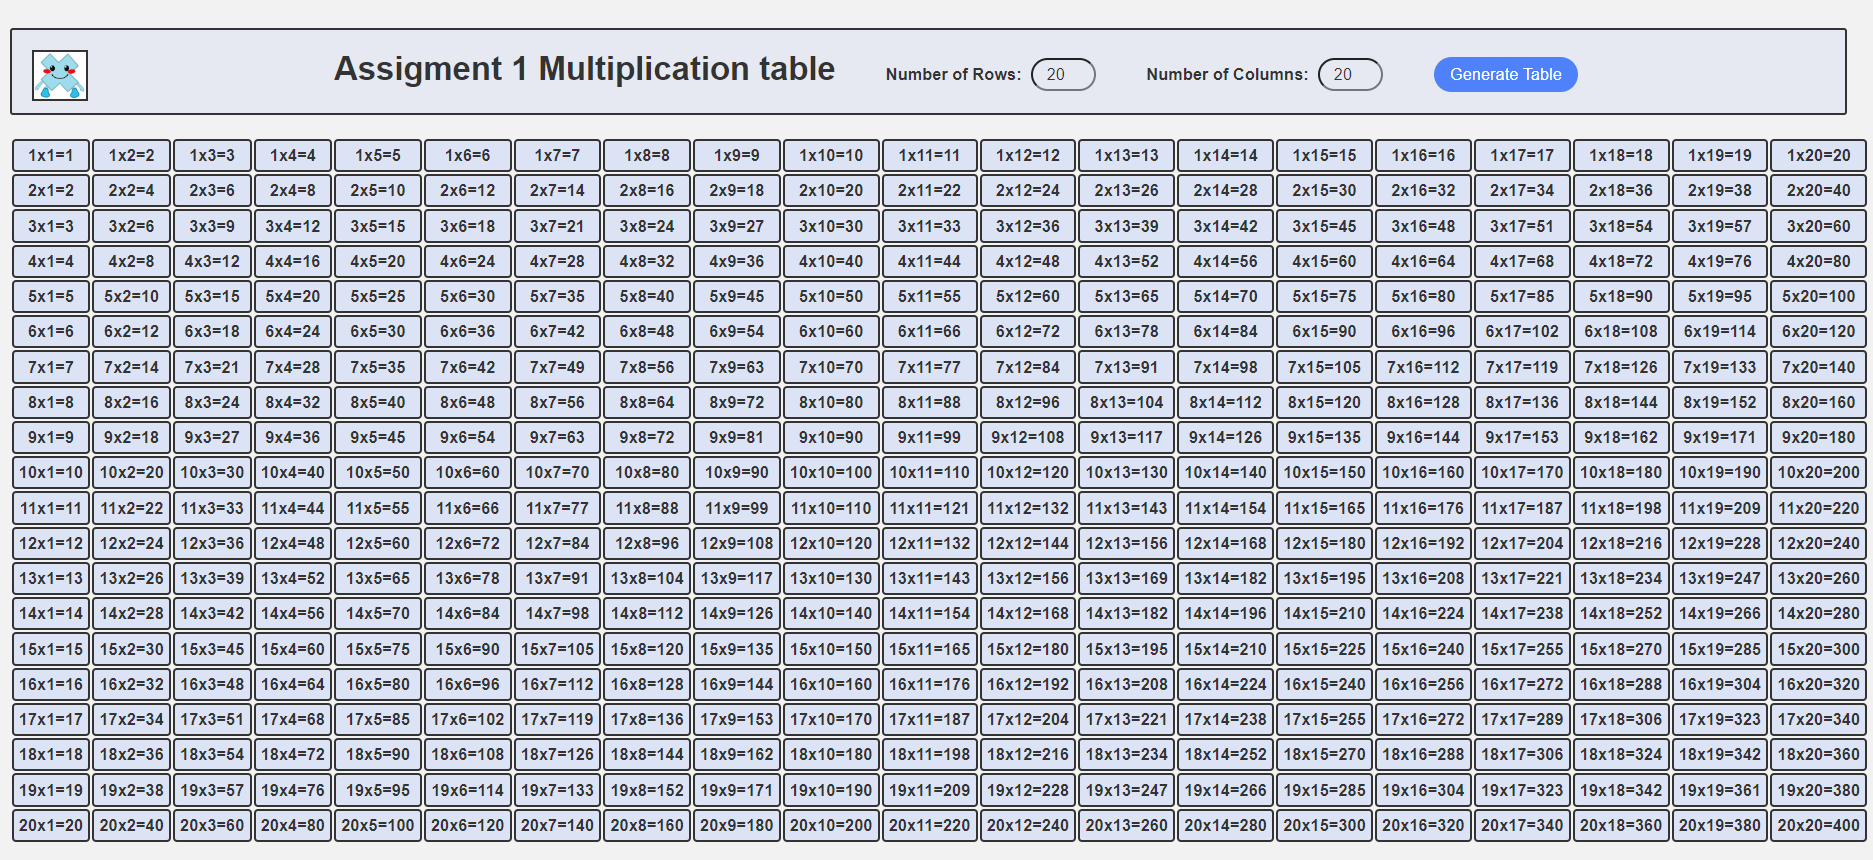 Assigment 1 Multiplication table Number of Rows: 20 Number of Columns: 20 Generate Table
1x1=1 1x2=2 1x3=3 1x4=4 1x5=5 1x6=6 1x7=7 1x8=8 1x9=9 1x10=10 1x11=11 1x12=12 1x13=13 1x14=14 1x15=15 1x16=16 1x17=17 1x18=18 1x19=19 1x20=20
2x1=2 2x2=4 2x3=6 2x4=8 2x5=10 2x6=12 2x7=14 2x8=16 2x9=18 2x10=20 2x11=22 2x12=24 2x13=26 2x14=28 2x15=30 2x16=32 2x17=34 2x18=36 2x19=38 2x20=40
3x1=3 3x2=6 3x3=9 3x4=12 3x5=15 3x6=18 3x7=21 3x8=24 3x9=27 3x10=30 3x11=33 3x12=36 3x13=39 3x14=42 3x15=45 3x16=48 3x17=51 3x18=54 3x19=57 3x20=60
4x1=4 4x2=8 4x3=12 4x4=16 4x5=20 4x6=24 4x7=28 4x8=32 4x9=36 4x10=40 4x11=44 4x12=48 4x13=52 4x14=56 4x15=60 4x16=64 4x17=68 4x18=72 4x19=76 4x20=80
5x1=5 5x2=10 5x3=15 5x4=20 5x5=25 5x6=30 5x7=35 5x8=40 5x9=45 5x10=50 5x11=55 5x12=60 5x13=65 5x14=70 5x15=75 5x16=80 5x17=85 5x18=90 5x19=95 5x20=100
6x1=6 6x2=12 6x3=18 6x4=24 6x5=30 6x6=36 6x7=42 6x8=48 6x9=54 6x10=60 6x11=66 6x12=72 6x13=78 6x14=84 6x15=90 6x16=96 6x17=102 6x18=108 6x19=114 6x20=120
7x1=7 7x2=14 7x3=21 7x4=28 7x5=35 7x6=42 7x7=49 7x8=56 7x9=63 7x10=70 7x11=77 7x12=84 7x13=91 7x14=98 7x15=105 7x16=112 7x17=119 7x18=126 7x19=133 7x20=140
8x1=8 8x2=16 8x3=24 8x4=32 8x5=40 8x6=48 8x7=56 8x8=64 8x9=72 8x10=80 8x11=88 8x12=96 8x13=104 8x14=112 8x15=120 8x16=128 8x17=136 8x18=144 8x19=152 8x20=160
9x1=9 9x2=18 9x3=27 9x4=36 9x5=45 9x6=54 9x7=63 9x8=72 9x9=81 9x10=90 9x11=99 9x12=108 9x13=117 9x14=126 9x15=135 9x16=144 9x17=153 9x18=162 9x19=171 9x20=180
10x1=10 10x2=20 10x3=30 10x4=40 10x5=50 10x6=60 10x7=70 10x8=80 10x9=90 10x10=100 10x11=110 10x12=120 10x13=130 10x14=140 10x15=150 10x16=160 10x17=170 10x18=180 10x19=190 10x20=200
11x1=11 11x2=22 11x3=33 11x4=44 11x5=55 11x6=66 11x7=77 11x8=88 11x9=99 11x10=110 11x11=121 11x12=132 11x13=143 11x14=154 11x15=165 11x16=176 11x17=187 11x18=198 11x19=209 11x20=220
12x1=12 12x2=24 12x3=36 12x4=48 12x5=60 12x6=72 12x7=84 12x8=96 12x9=108 12x10=120 12x11=132 12x12=144 12x13=156 12x14=168 12x15=180 12x16=192 12x17=204 12x18=216 12x19=228 12x20=240
13x1=13 13x2=26 13x3=39 13x4=52 13x5=65 13x6=78 13x7=91 13x8=104 13x9=117 13x10=130 13x11=143 13x12=156 13x13=169 13x14=182 13x15=195 13x16=208 13x17=221 13x18=234 13x19=247 13x20=260
14x1=14 14x2=28 14x3=42 14x4=56 14x5=70 14x6=84 14x7=98 14x8=112 14x9=126 14x10=140 14x11=154 14x12=168 14x13=182 14x14=196 14x15=210 14x16=224 14x17=238 14x18=252 14x19=266 14x20=280
15x1=15 15x2=30 15x3=45 15x4=60 15x5=75 15x6=90 15x7=105 15x8=120 15x9=135 15x10=150 15x11=165 15x12=180 15x13=195 15x14=210 15x15=225 15x16=240 15x17=255 15x18=270 15x19=285 15x20=300
16x1=16 16x2=32 16x3=48 16x4=64 16x5=80 16x6=96 16x7=112 16x8=128 16x9=144 16x10=160 16x11=176 16x12=192 16x13=208 16x14=224 16x15=240 16x16=256 16x17=272 16x18=288 16x19=304 16x20=320
17x1=17 17x2=34 17x3=51 17x4=68 17x5=85 17x6=102 17x7=119 17x8=136 17x9=153 17x10=170 17x11=187 17x12=204 17x13=221 17x14=238 17x15=255 17x16=272 17x17=289 17x18=306 17x19=323 17x20=340
18x1=18 18x2=36 18x3=54 18x4=72 18x5=90 18x6=108 18x7=126 18x8=144 18x9=162 18x10=180 18x11=198 18x12=216 18x13=234 18x14=252 18x15=270 18x16=288 18x17=306 18x18=324 18x19=342 18x20=360
19x1=19 19x2=38 19x3=57 19x4=76 19x5=95 19x6=114 19x7=133 19x8=152 19x9=171 19x10=190 19x11=209 19x12=228 19x13=247 19x14=266 19x15=285 19x16=304 19x17=323 19x18=342 19x19=361 19x20=380
20x1=20 20x2=40 20x3=60 20x4=80 20x5=100 20x6=120 20x7=140 20x8=160 20x9=180 20x10=200 20x11=220 20x12=240 20x13=260 20x14=280 20x15=300 20x16=320 20x17=340 20x18=360 20x19=380 20x20=400